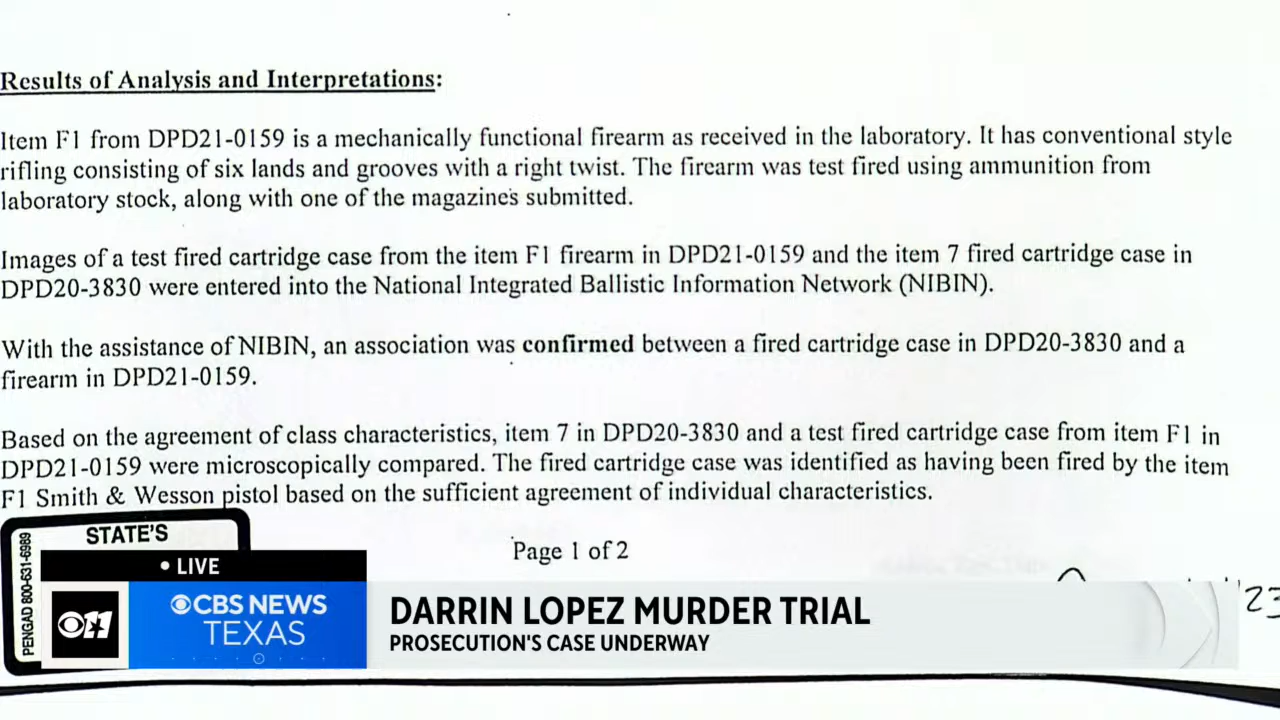 Results of Analysis and Interpretations:
Item F1 from DPD21-0159 is a mechanically functional firearm as received in the laboratory. It has conventional style
rifling consisting of six lands and grooves with a right twist. The firearm was test fired using ammunition from
laboratory stock, along with one of the magazines submitted.
Images of a test fired cartridge case from the item F1 firearm in DPD21-0159 and the item 7 fired cartridge case in
DPD20-3830 were entered into the National Integrated Ballistic Information Network (NIBIN).
With the assistance of NIBIN, an association was confirmed between a fired cartridge case in DPD20-3830 and a
firearm in DPD21-0159.
Based on the agreement of class characteristics, item 7 in DPD20-3830 and a test fired cartridge case from item F1 in
DPD21-0159 were microscopically compared. The fired cartridge case was identified as having been fired by the item
F1 Smith & Wesson pistol based on the sufficient agreement of individual characteristics.
Page 1 of 2
STATE'S
PENGAD 800-631-6989
• LIVE
CBS NEWS
TEXAS
11
DARRIN LOPEZ MURDER TRIAL
PROSECUTION'S CASE UNDERWAY